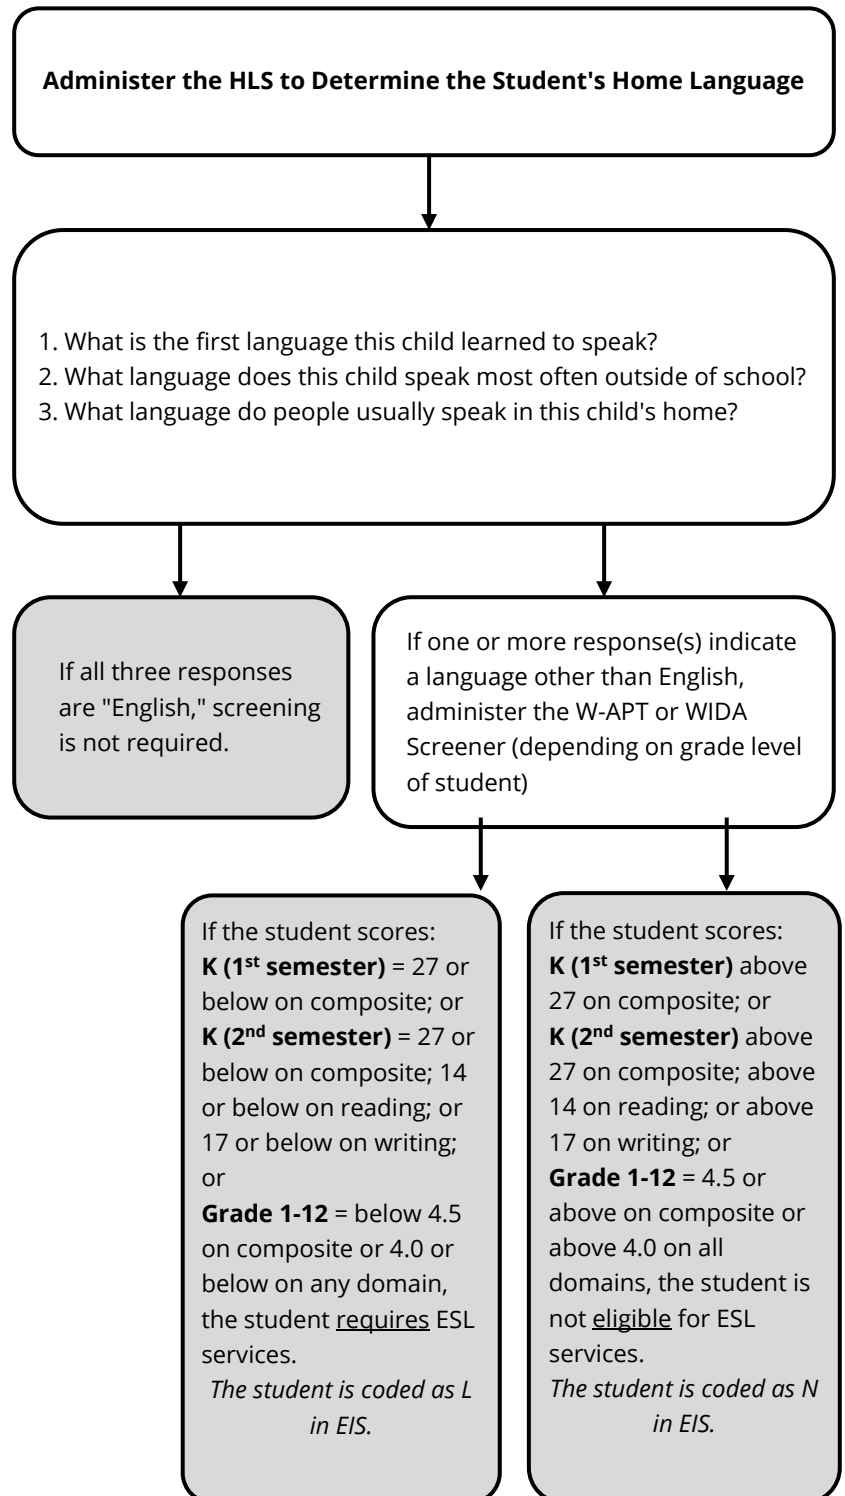 Administer the HLS to Determine the Student's Home Language
1. What is the first language this child learned to speak?
2. What language does this child speak most often outside of school?
3. What language do people usually speak in this child's home?
If all three responses
are "English," screening
is not required.
If one or more response(s) indicate
a language other than English,
administer the W-APT or WIDA
Screener (depending on grade level
of student)
If the student scores:
K (1st semester) = 27 or
below on composite; or
K (2nd semester) = 27 or
below on composite; 14
or below on reading; or
17 or below on writing;
or
Grade 1-12 = below 4.5
on composite or 4.0 or
below on any domain,
the student requires ESL
services.
The student is coded as L
in EIS.
If the student scores:
K (1st semester) above
27 on composite; or
K (2nd semester) above
27 on composite; above
14 on reading; or above
17 on writing; or
Grade 1-12 = 4.5 or
above on composite or
above 4.0 on all
domains, the student is
not eligible for ESL
services.
The student is coded as N
in EIS.